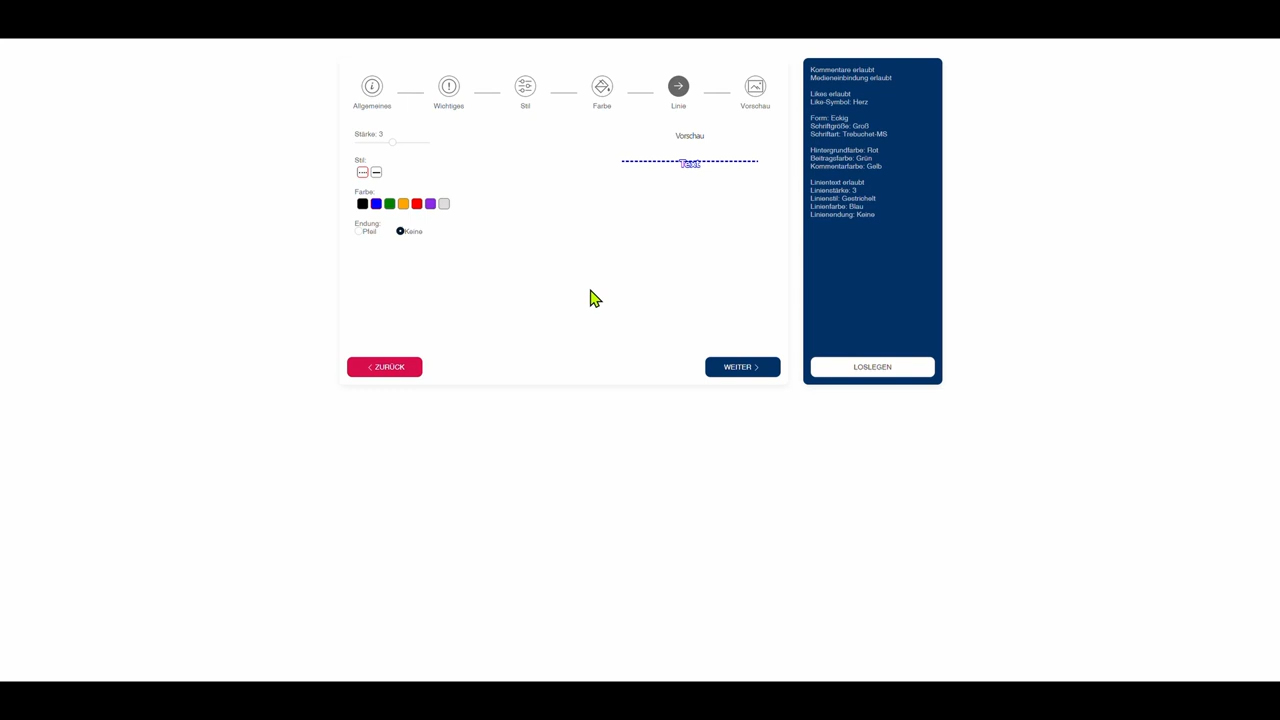 Allgemeines
Wichtiges
Stil
Farbe
Linie
Vorschau
Stärke: 3
Stil:
Farbe:
Endung:
Pfeil
Keine
Vorschau
Text
ZURÜCK
WEITER
Kommentare erlaubt
Medieneinbindung erlaubt
Likes erlaubt
Like-Symbol: Herz
Form: Eckig
Schriftgröße: Groß
Schriftart: Trebuchet-MS
Hintergrundfarbe: Rot
Beitragsfarbe: Grün
Kommentarfarbe: Gelb
Linientext erlaubt
Linienstärke: 3
Linienstil: Gestrichelt
Linienfarbe: Blau
Linienendung: Keine
LOSLEGEN